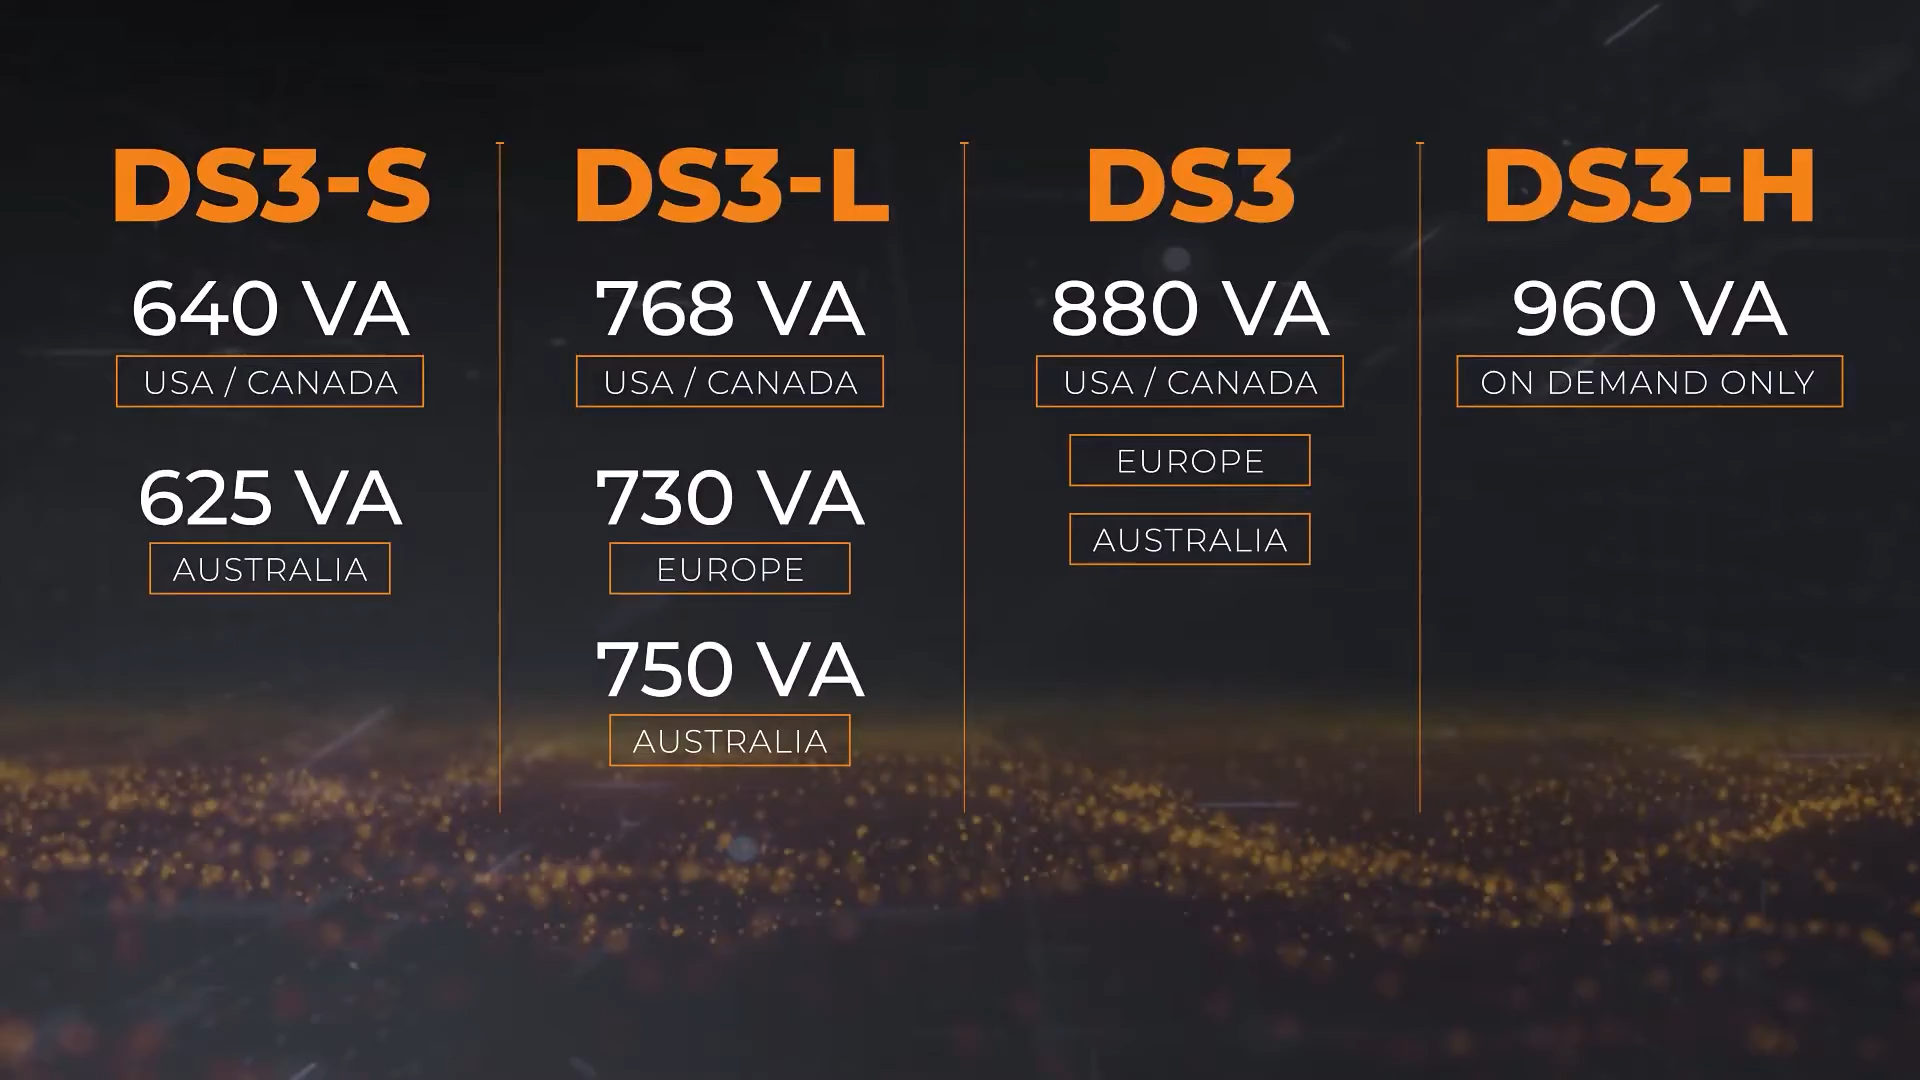 DS3-S
640 VA
USA / CANADA
625 VA
AUSTRALIA
DS3-L
768 VA
USA / CANADA
730 VA
EUROPE
750 VA
AUSTRALIA
DS3
880 VA
USA / CANADA
EUROPE
AUSTRALIA
DS3-H
960 VA
ON DEMAND ONLY